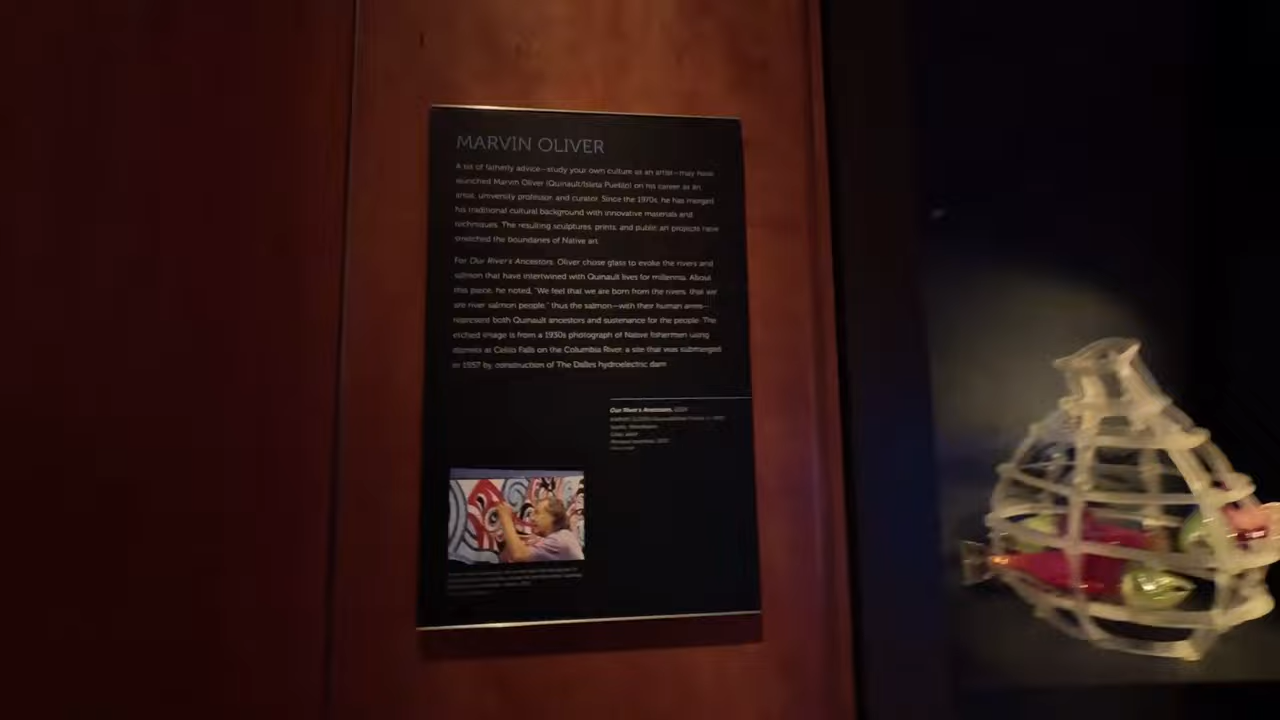 MARVIN OLIVER
A bit of fatherly advice—study your own culture as an artist—may have
launched Marvin Oliver (Quinault/Isleta Pueblo) on his career as an
artist, university professor, and curator. Since the 1970s, he has merged
his traditional cultural background with innovative materials and
techniques. The resulting sculptures, prints, and public art projects have
stretched the boundaries of Native art.
For Our River's Ancestors, Oliver chose glass to evoke the rivers and
salmon that have intertwined with Quinault lives for millennia. About
this piece, he noted, "We feel that we are born from the rivers, that we
are river salmon people," thus the salmon—with their human arms—
represent both Quinault ancestors and sustenance for the people. The
etched image is from a 1930s photograph of Native fishermen using
dipnets at Celilo Falls on the Columbia River, a site that was submerged
in 1957 by construction of The Dalles hydroelectric dam.
Our River's Ancestors,